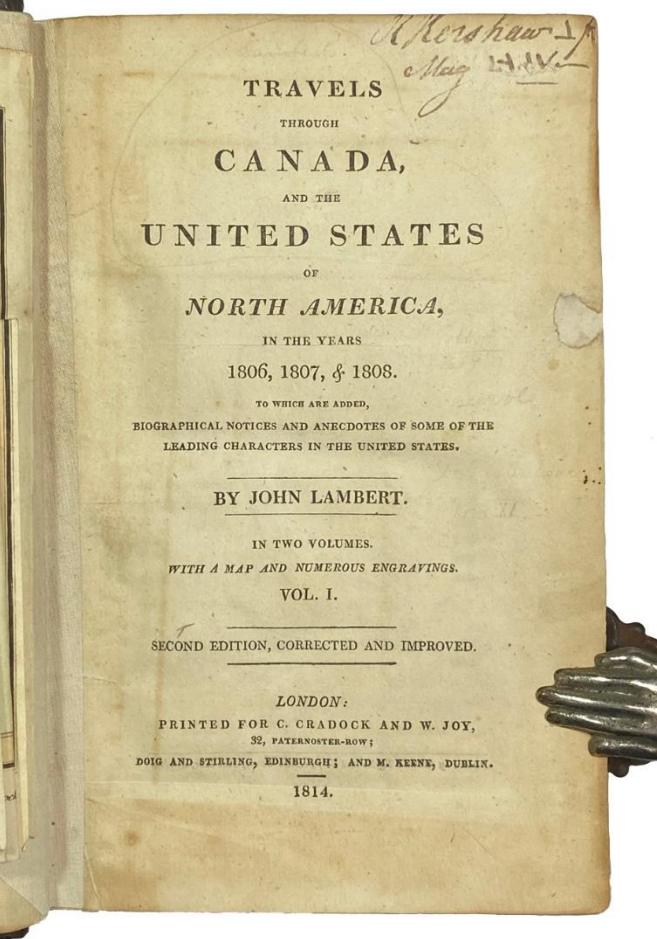 K Kershaw
May
TRAVELS
THROUGH
CANADA,
AND THE
UNITED STATES
OF
NORTH AMERICA,
IN THE YEARS
1806, 1807, & 1808.
TO WHICH ARE ADDED,
BIOGRAPHICAL NOTICES AND ANECDOTES OF SOME OF THE
LEADING CHARACTERS IN THE UNITED STATES.
BY JOHN LAMBERT.
IN TWO VOLUMES.
WITH A MAP AND NUMEROUS ENGRAVINGS.
VOL. I.
SECOND EDITION, CORRECTED AND IMPROVED.
LONDON:
PRINTED FOR C. CRADOCK AND W. JOY,
32, PATERNOSTER-ROW;
DOIG AND STIRLING, EDINBURGH; AND M. KEENE, DUBLIN.
1814.